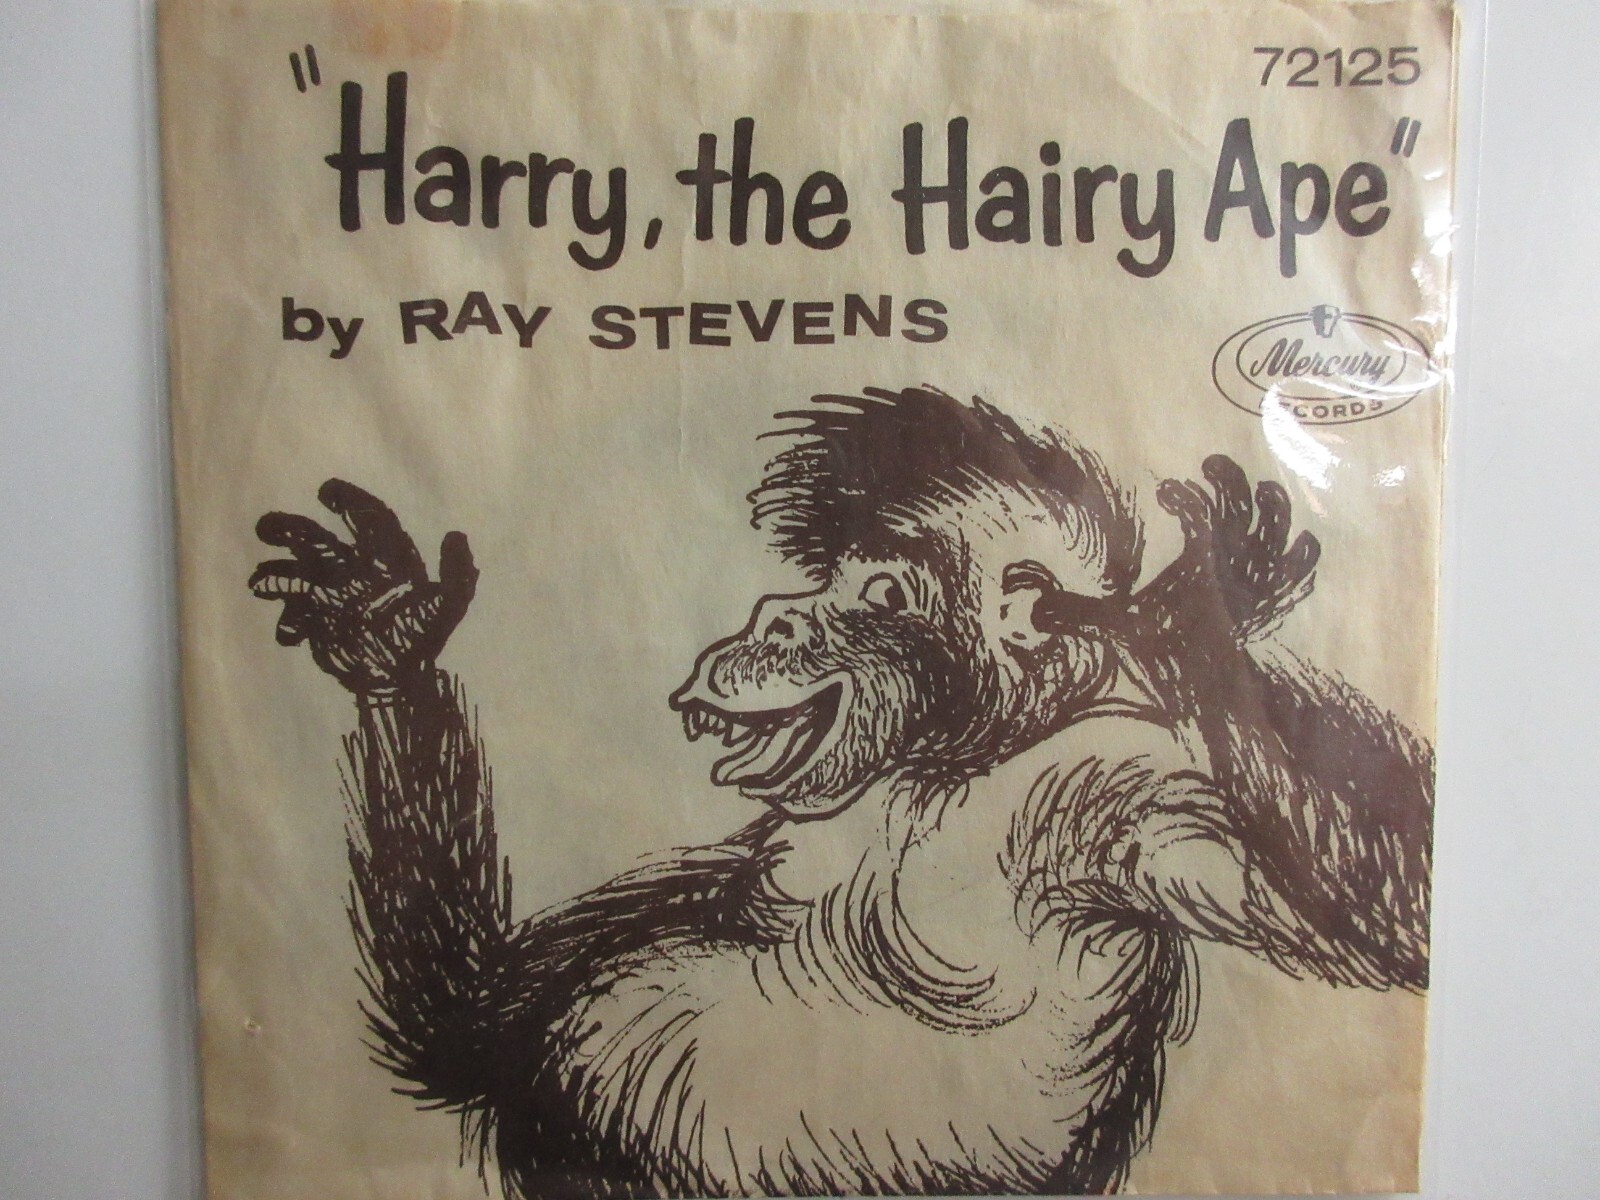 72125
"Harry, the Hairy Ape"
by RAY STEVENS
Mercury
RECORDS